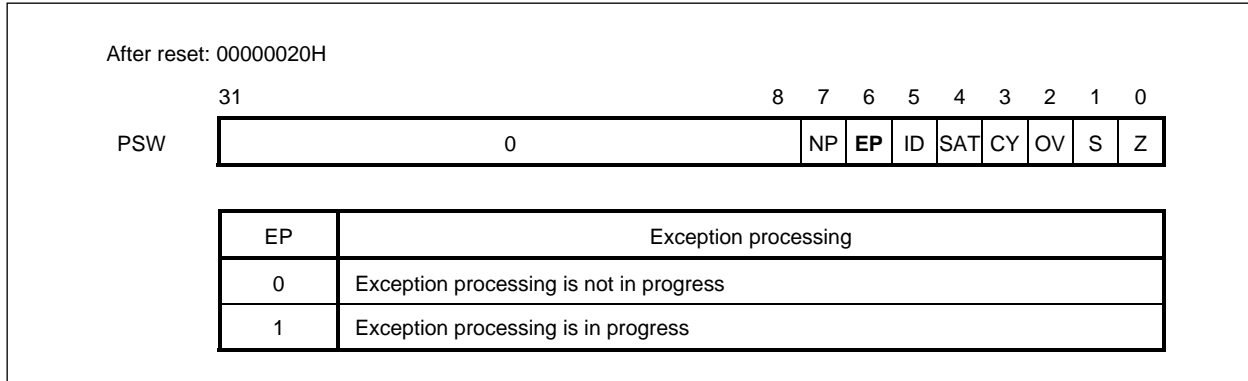 After reset: 00000020H
31 8 7 6 5 4 3 2 1 0
PSW 0 NP EP ID SAT CY OV S Z
EP Exception processing
0 Exception processing is not in progress
1 Exception processing is in progress